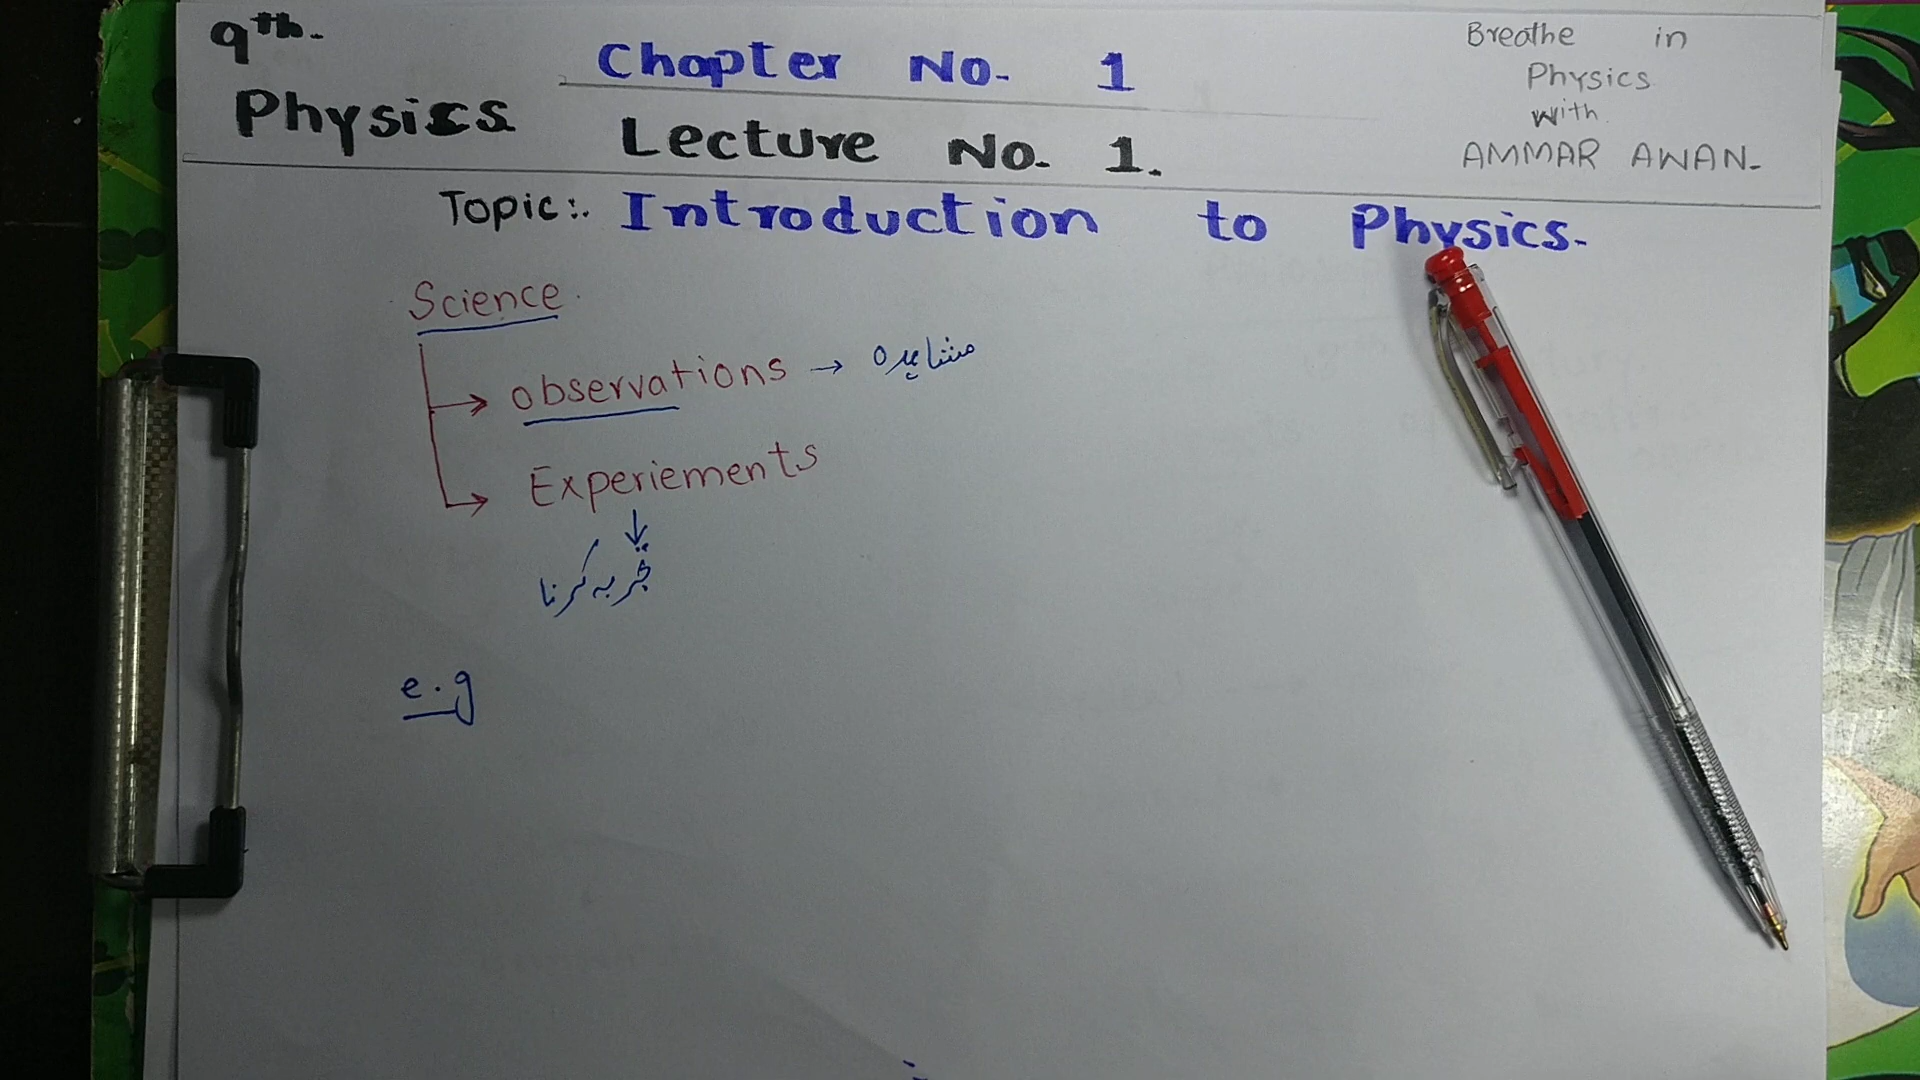 9th.
Physics
Chapter No. 1
Lecture No. 1.
Breathe in
Physics
with
AMMAR AWAN.
Topic:. Introduction to Physics.
Science
observations → مشاہدہ
Experiements
تجربہ کرنا
e.g